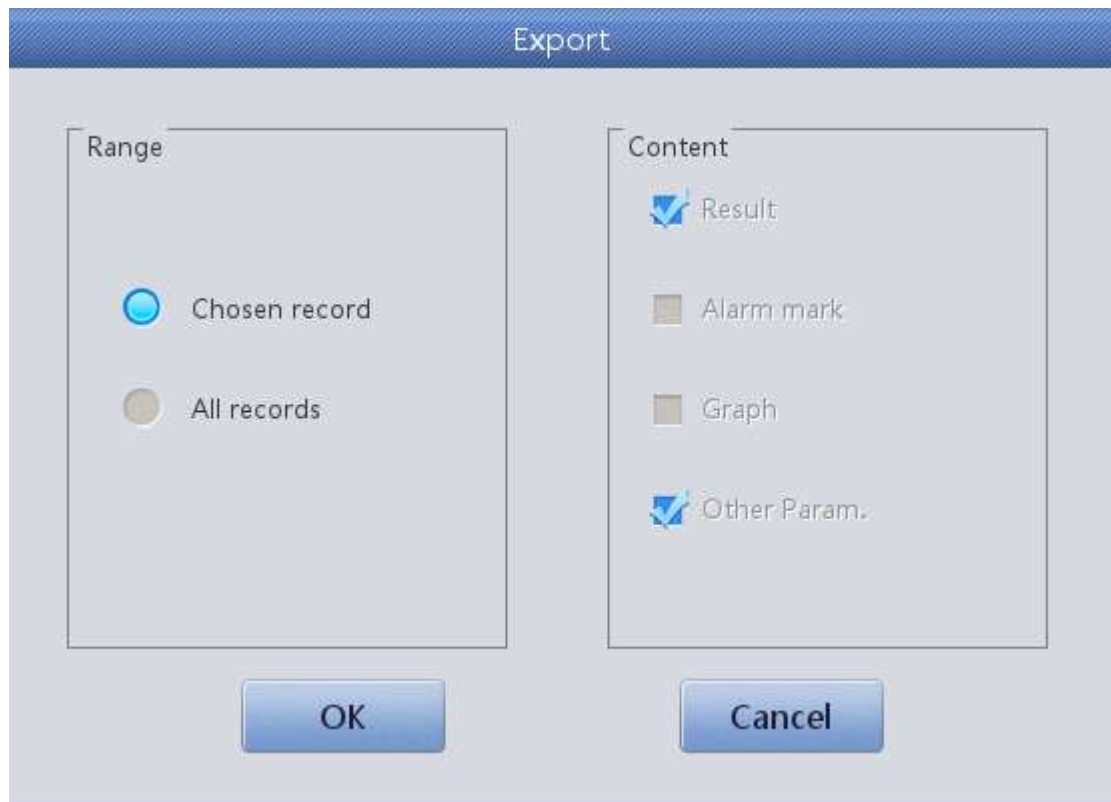 Export
Range
Chosen record
All records
Content
Result
Alarm mark
Graph
Other Param.
OK
Cancel